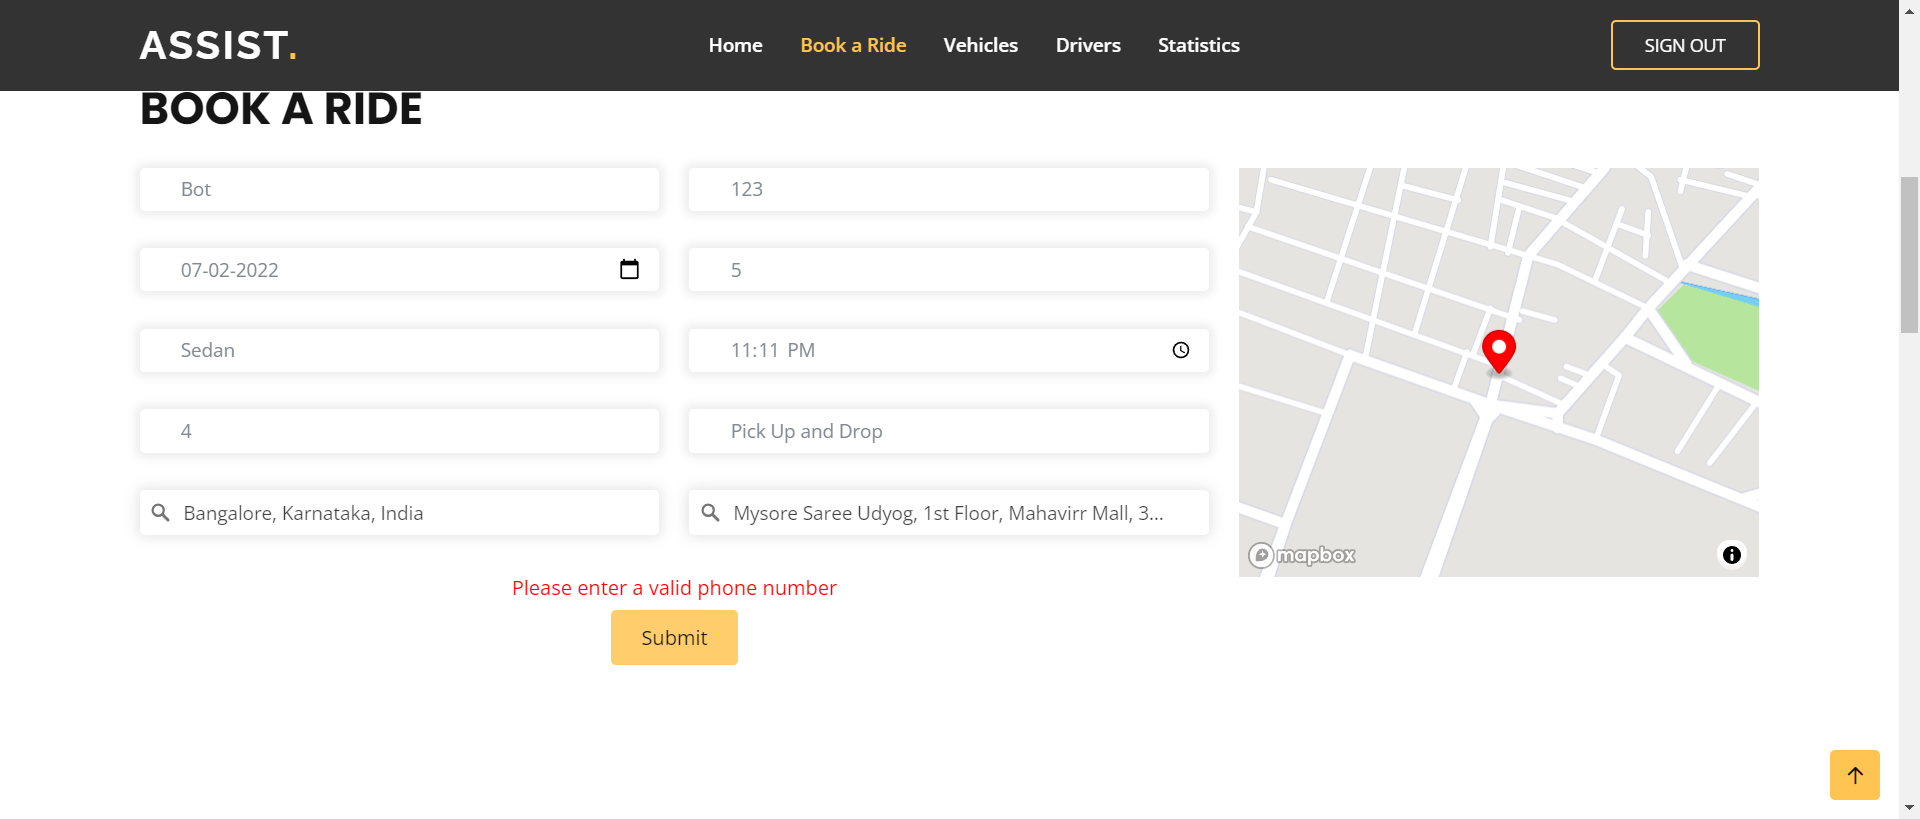 ASSIST.
Home
Book a Ride
Vehicles
Drivers
Statistics
SIGN OUT
BOOK A RIDE
Bot
123
07-02-2022
5
Sedan
11:11 PM
4
Pick Up and Drop
Bangalore, Karnataka, India
Mysore Saree Udyog, 1st Floor, Mahavirr Mall, 3...
mapbox
Please enter a valid phone number
Submit